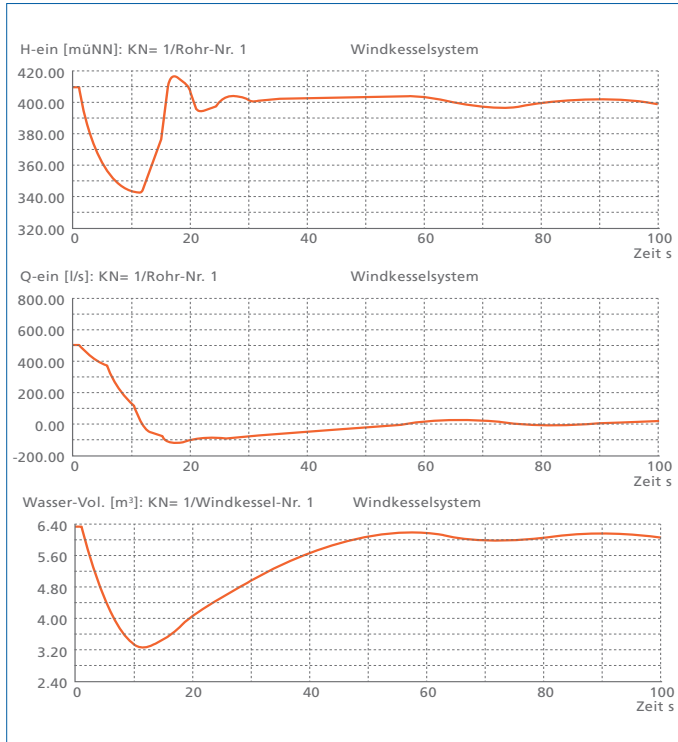 H-ein [müNN]: KN= 1/Rohr-Nr. 1 Windkesselsystem
420.00
400.00
380.00
360.00
340.00
320.00
0 20 40 60 80 100
Zeit s
Q-ein [l/s]: KN= 1/Rohr-Nr. 1 Windkesselsystem
800.00
600.00
400.00
200.00
0.00
-200.00
0 20 40 60 80 100
Zeit s
Wasser-Vol. [m³]: KN= 1/Windkessel-Nr. 1 Windkesselsystem
6.40
5.60
4.80
4.00
3.20
2.40
0 20 40 60 80 100
Zeit s